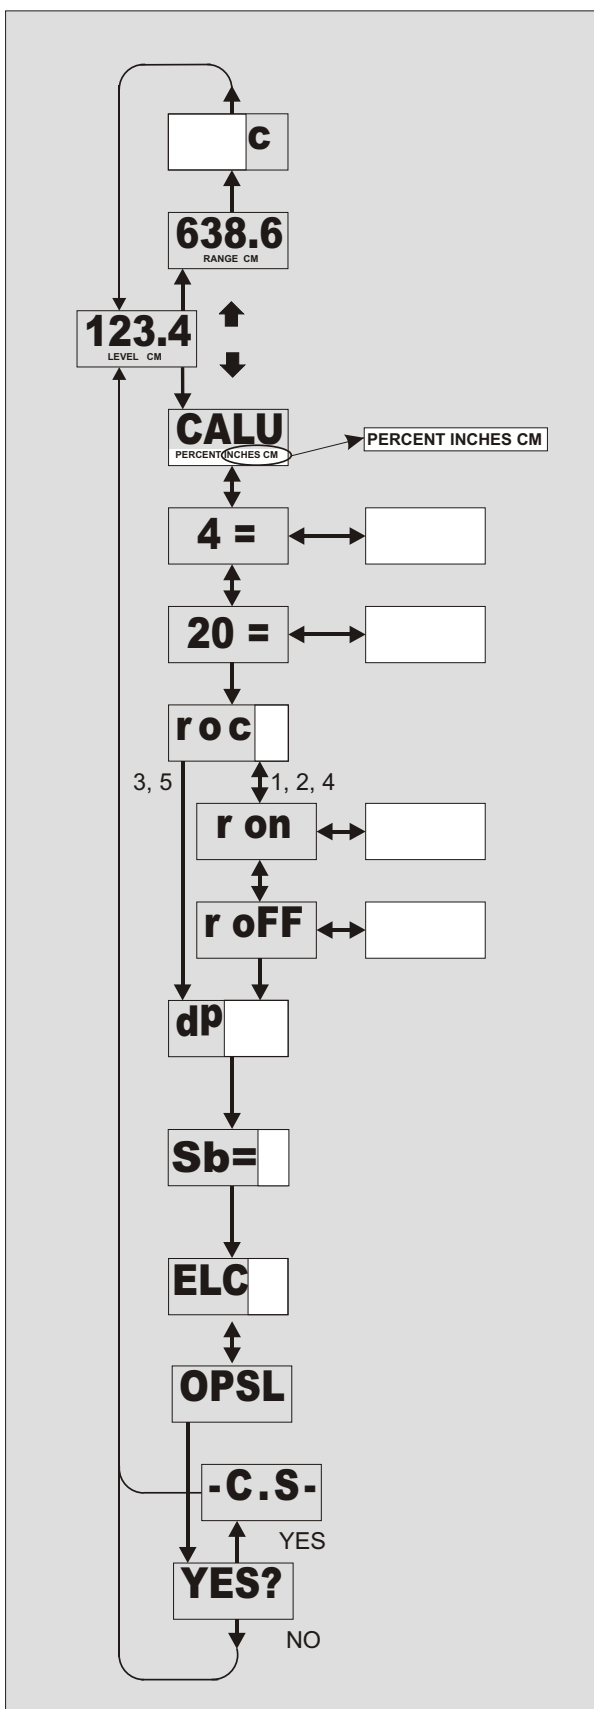 c
638.6
RANGE CM
123.4
LEVEL CM
CALU
PERCENT INCHES CM
PERCENT INCHES CM
4 =
20 =
roc
3, 5
1, 2, 4
r on
r oFF
dp
Sb=
ELC
OPSL
-C.S-
YES
YES?
NO